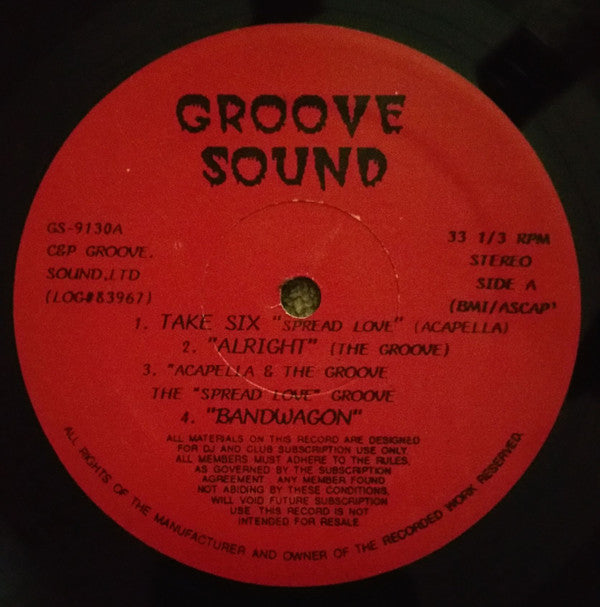 GROOVE
SOUND
GS-9130A
C&P GROOVE.
SOUND,LTD
(LOG#83967)
33 1/3 RPM
STEREO
SIDE A
(BMI/ASCAP)
1. TAKE SIX "SPREAD LOVE" (ACAPELLA)
2. "ALRIGHT" (THE GROOVE)
3. "ACAPELLA & THE GROOVE
THE "SPREAD LOVE" GROOVE
4. "BANDWAGON"
ALL MATERIALS ON THIS RECORD ARE DESIGNED
FOR DJ AND CLUB SUBSCRIPTION USE ONLY.
ALL MEMBERS MUST ADHERE TO THE RULES,
AS GOVERNED BY THE SUBSCRIPTION
AGREEMENT. ANY MEMBER FOUND
NOT ABIDING BY THESE CONDITIONS,
WILL VOID FUTURE SUBSCRIPTION
USE. THIS RECORD IS NOT
INTENDED FOR RESALE.
ALL RIGHTS OF THE MANUFACTURER AND OWNER OF THE RECORDED WORK RESERVED.